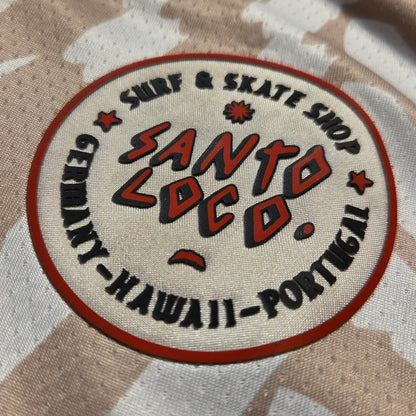 SURF & SKATE SHOP
SANTO
LOCO.
GERMANY-HAWAII-PORTUGAL